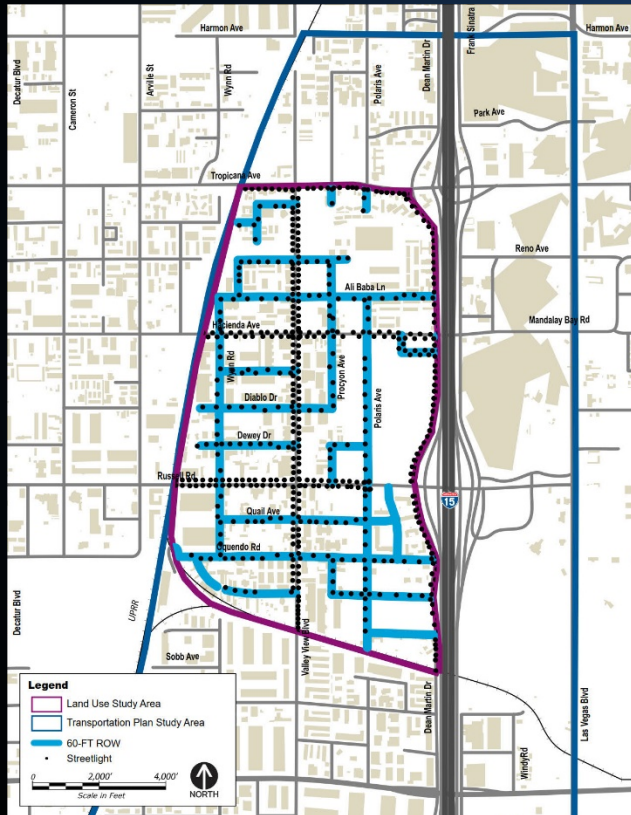 Harmon Ave
Harmon Ave
Decatur Blvd
Cameron St
Arville St
Wynn Rd
Polaris Ave
Dean Martin Dr
Frank Sinatra
Park Ave
Tropicana Ave
Reno Ave
Ali Baba Ln
Mandalay Bay Rd
Hacienda Ave
Wynn Rd
Procyon Ave
Polaris Ave
Diablo Dr
Dewey Dr
Russell Rd
15
Quail Ave
Oquendo Rd
Decatur Blvd
UPRR
Valley View Blvd
Sobb Ave
Dean Martin Dr
Windy Rd
Las Vegas Blvd
Legend
Land Use Study Area
Transportation Plan Study Area
60-FT ROW
Streetlight
0 2,000' 4,000'
Scale in Feet
NORTH